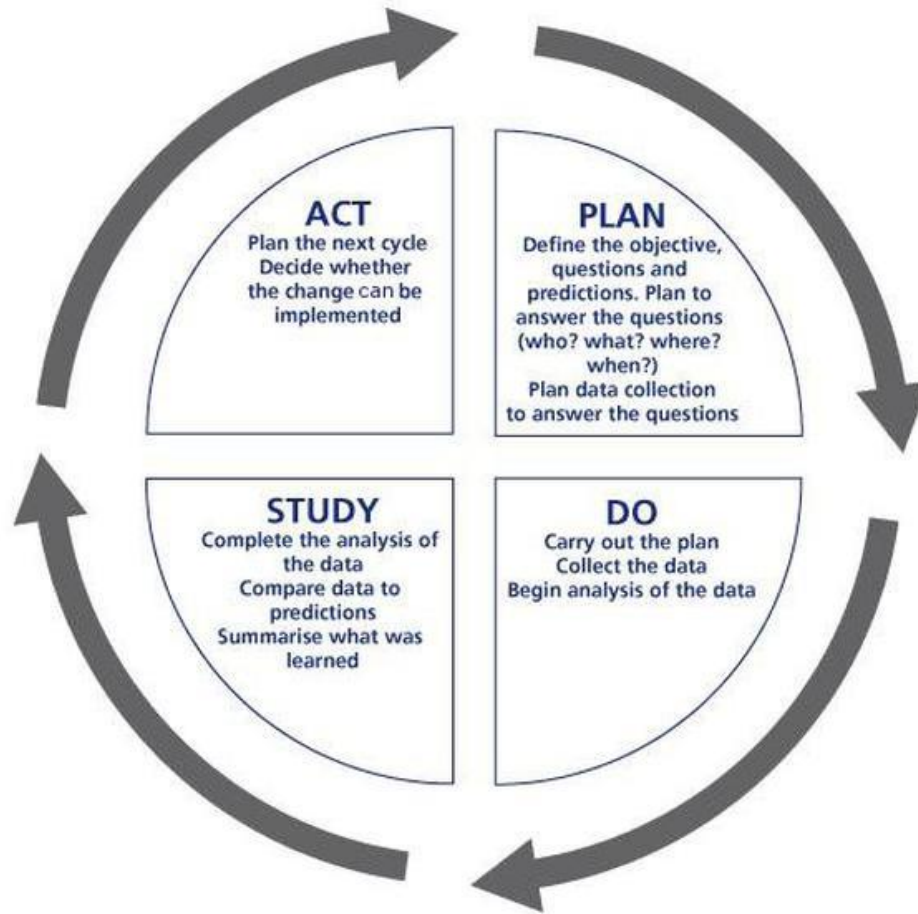 ACT
Plan the next cycle
Decide whether
the change can be
implemented
PLAN
Define the objective,
questions and
predictions. Plan to
answer the questions
(who? what? where?
when?)
Plan data collection
to answer the questions
STUDY
Complete the analysis of
the data
Compare data to
predictions
Summarise what was
learned
DO
Carry out the plan
Collect the data
Begin analysis of the data